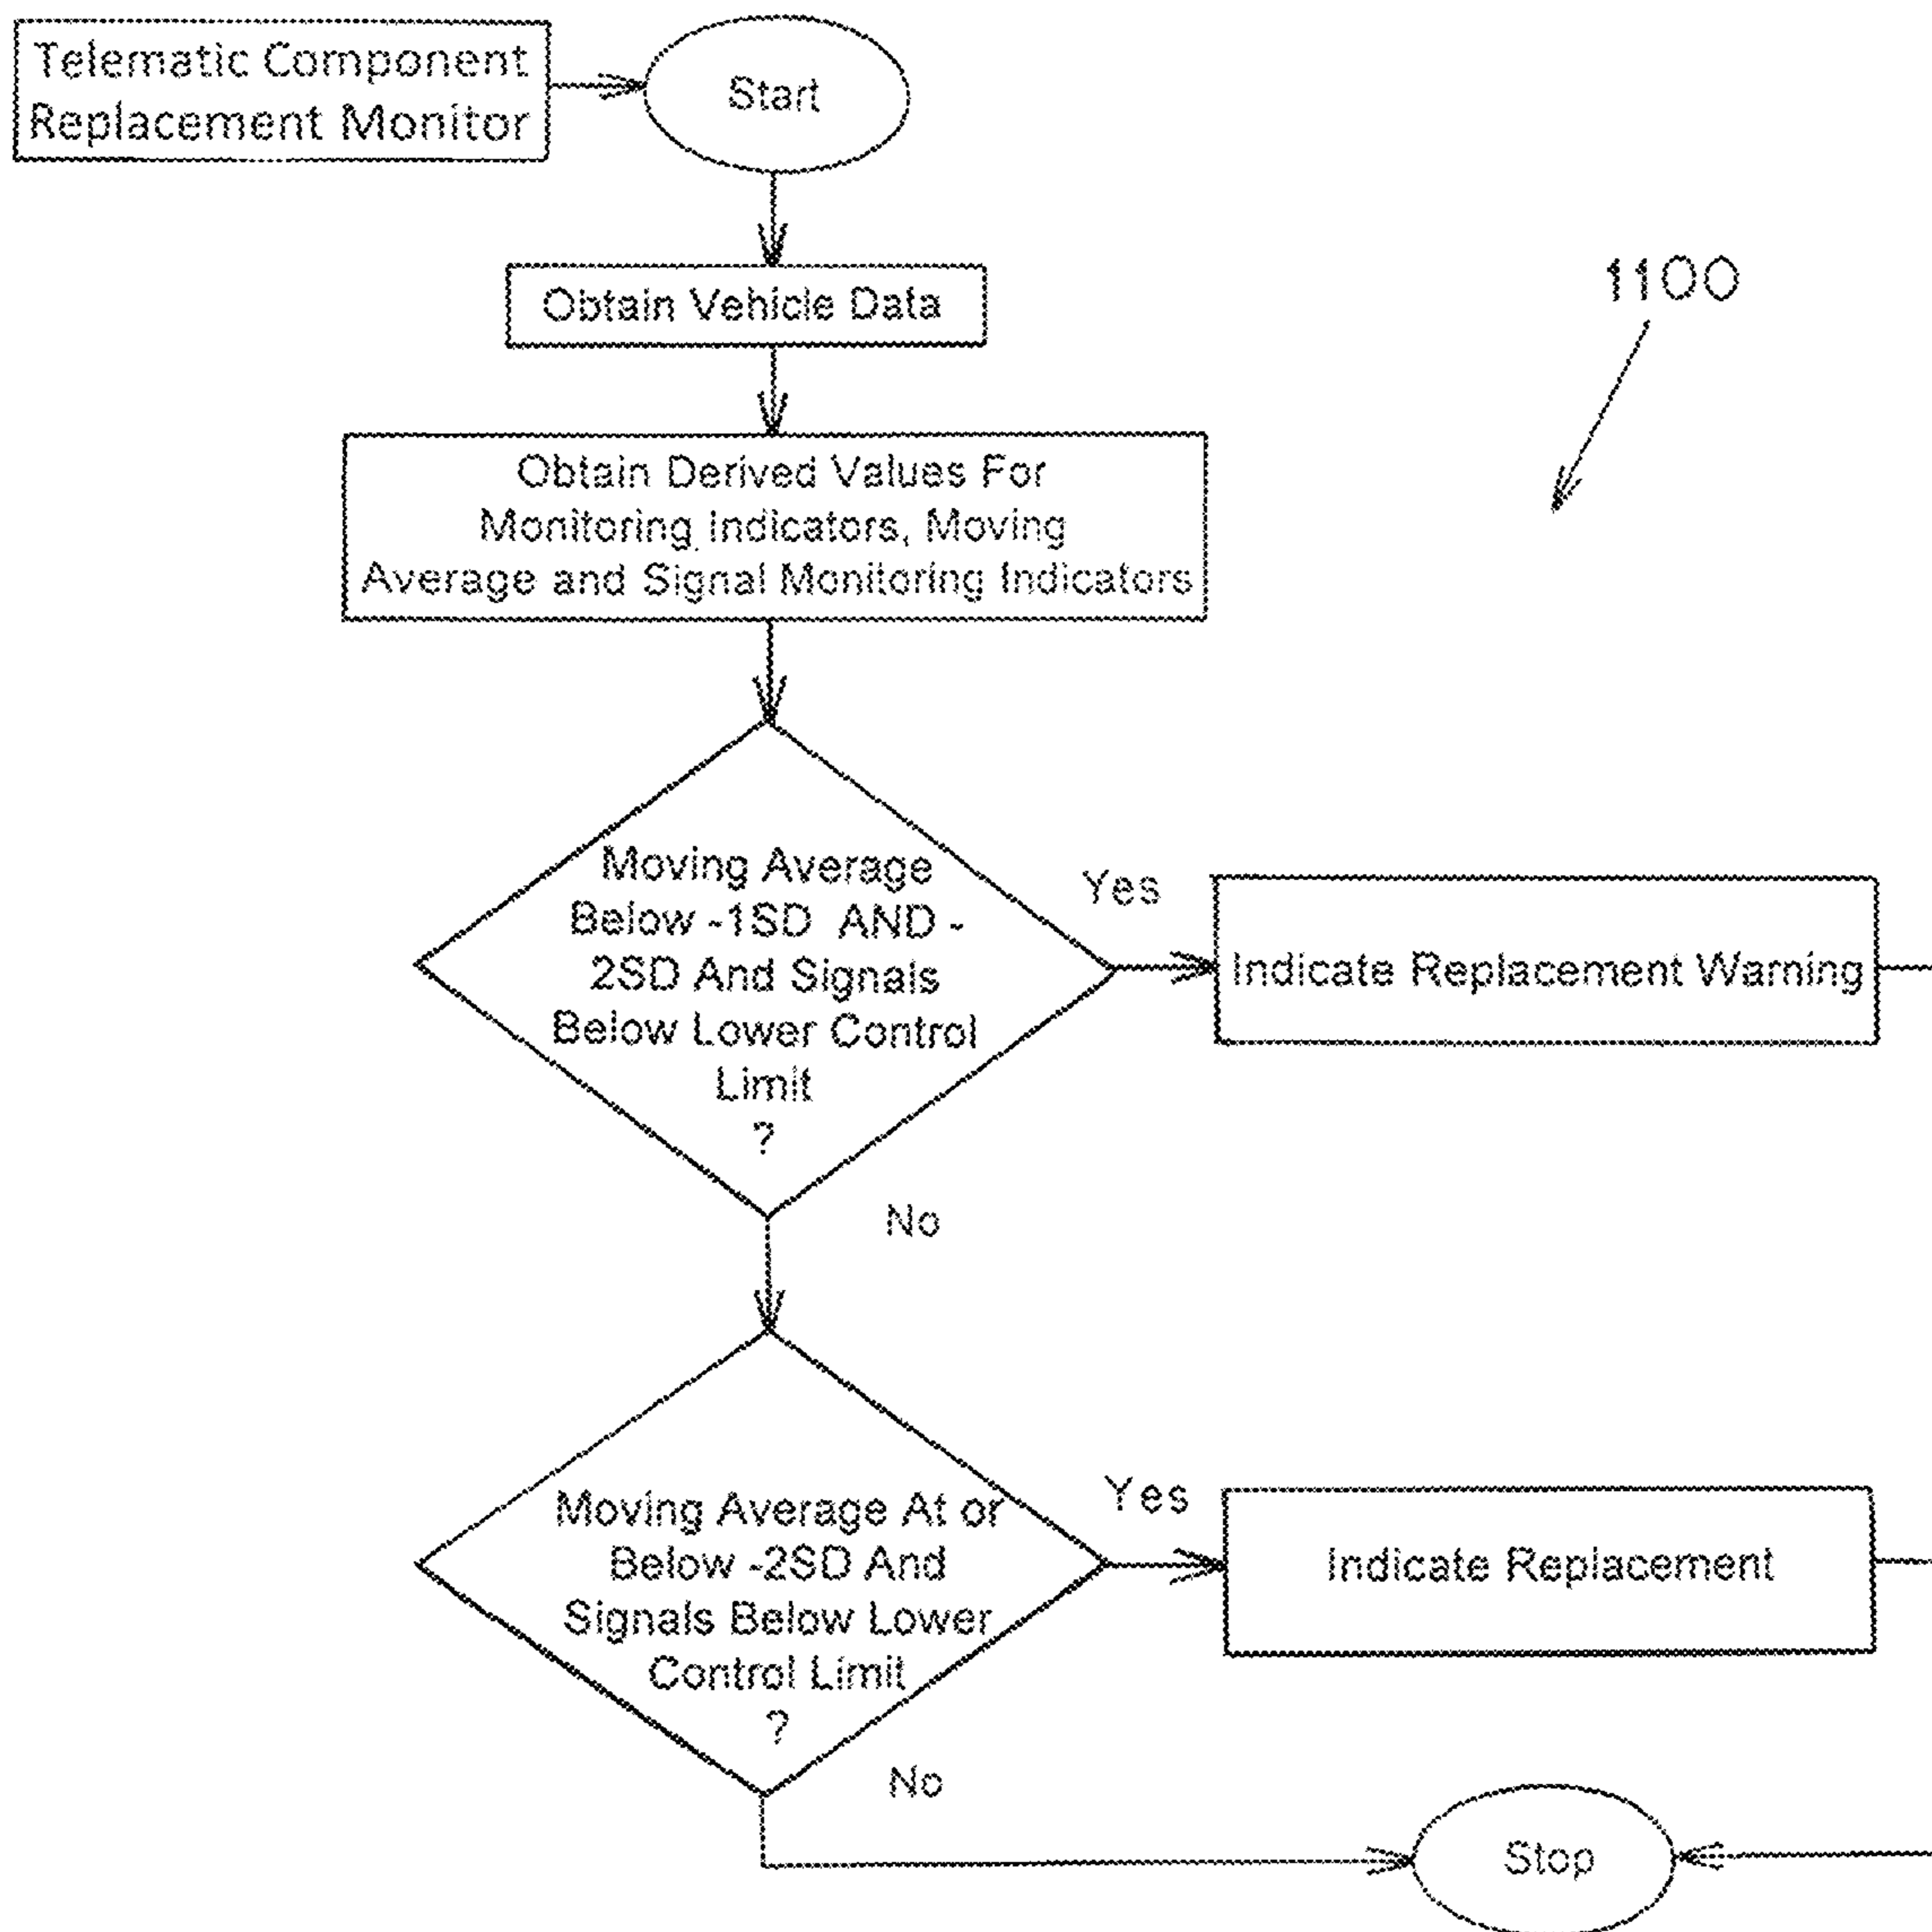 Telematic Component
Replacement Monitor
Start
Obtain Vehicle Data
1100
Obtain Derived Values For
Monitoring Indicators, Moving
Average and Signal Monitoring Indicators
Moving Average
Below -1SD AND -
2SD And Signals
Below Lower Control
Limit
?
Yes
Indicate Replacement Warning
No
Moving Average At or
Below -2SD And
Signals Below Lower
Control Limit
?
Yes
Indicate Replacement
No
Stop